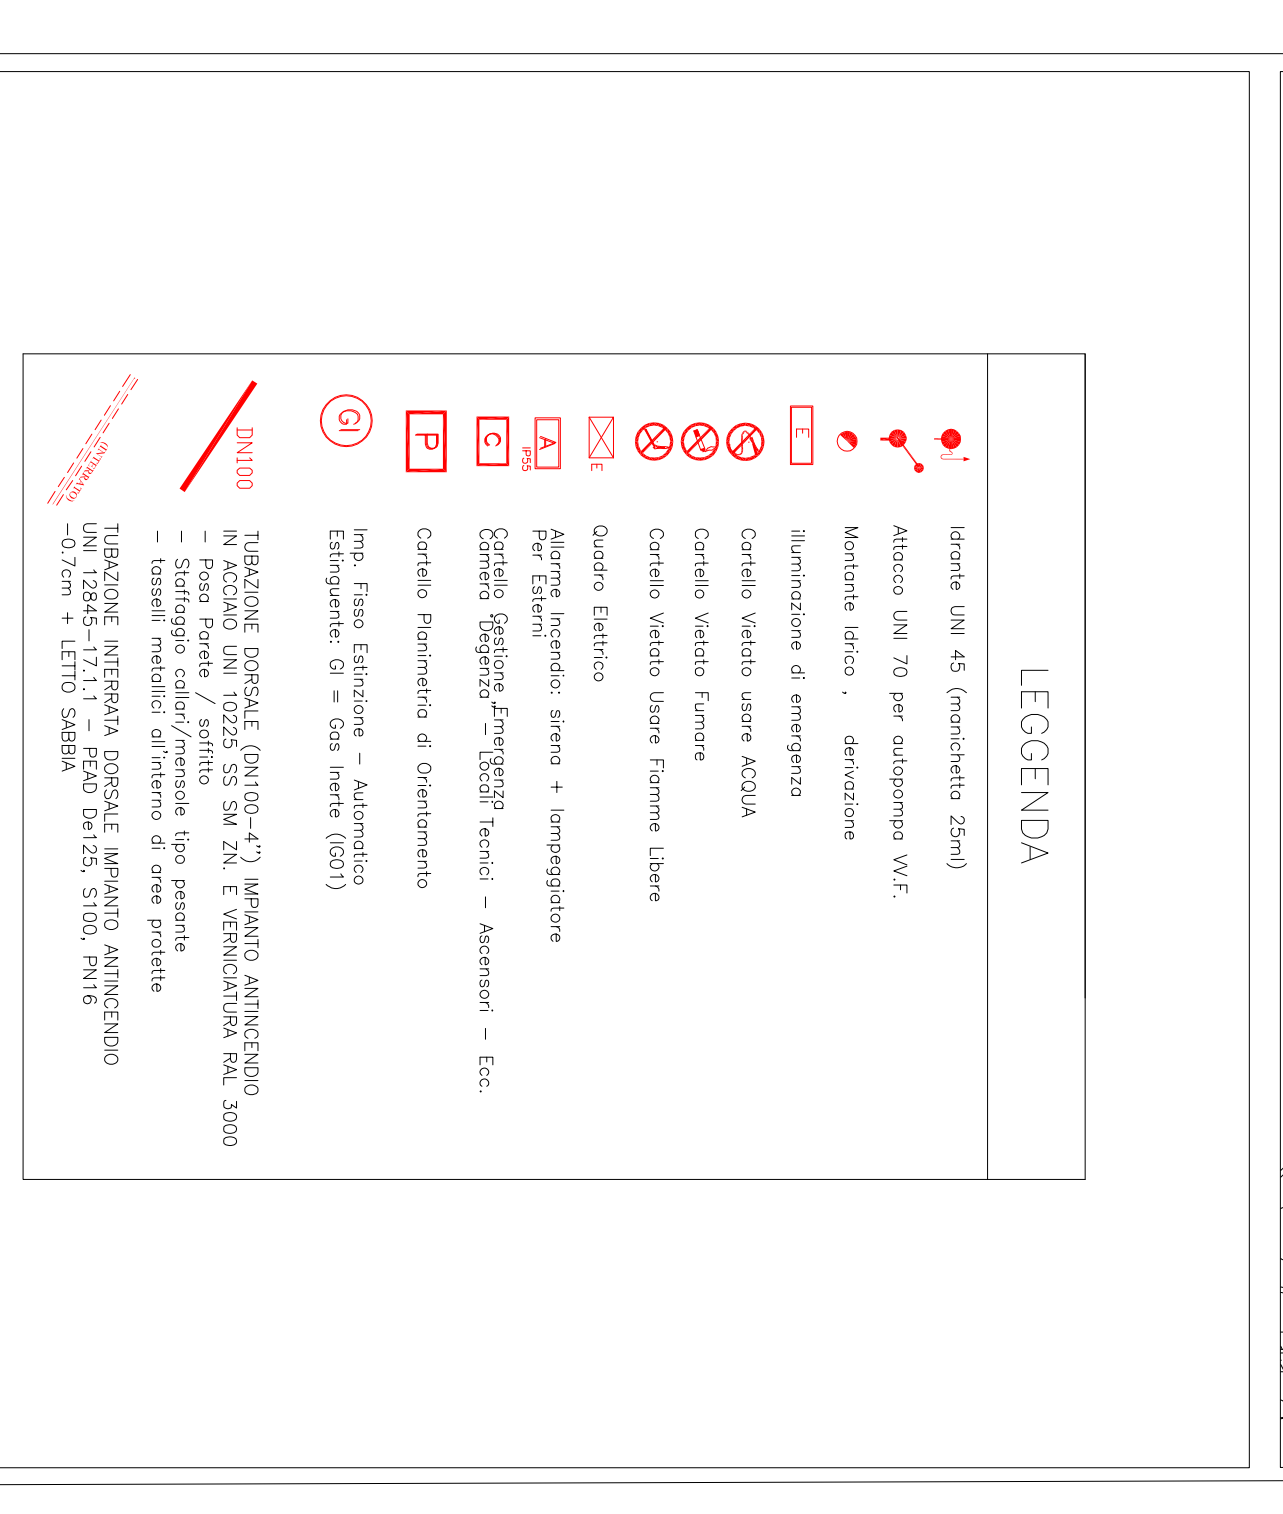 LEGGENDA
Idrante UNI 45 (manichetta 25ml)
Attacco UNI 70 per autopompa VV.F.
Montante Idrico , derivazione
E
illuminazione di emergenza
Cartello Vietato usare ACQUA
Cartello Vietato Fumare
Cartello Vietato Usare Fiamme Libere
E
Quadro Elettrico
A
IP55
Allarme Incendio: sirena + lampeggiatore
Per Esterni
C
Cartello Gestione Emergenza
Camera "Degenza" - Locali Tecnici - Ascensori - Ecc.
P
Cartello Planimetria di Orientamento
GI
Imp. Fisso Estinzione - Automatico
Estinguente: GI = Gas Inerte (IG01)
DN100
TUBAZIONE DORSALE (DN100-4'') IMPIANTO ANTINCENDIO
IN ACCIAIO UNI 10225 SS SM ZN. E VERNICIATURA RAL 3000
- Posa Parete / soffitto
- Staffaggio callari/mensole tipo pesante
- tasselli metallici all'interno di aree protette
(INTERRATO)
TUBAZIONE INTERRATA DORSALE IMPIANTO ANTINCENDIO
UNI 12845-17.1.1 - PEAD De125, S100, PN16
-0.7cm + LETTO SABBIA